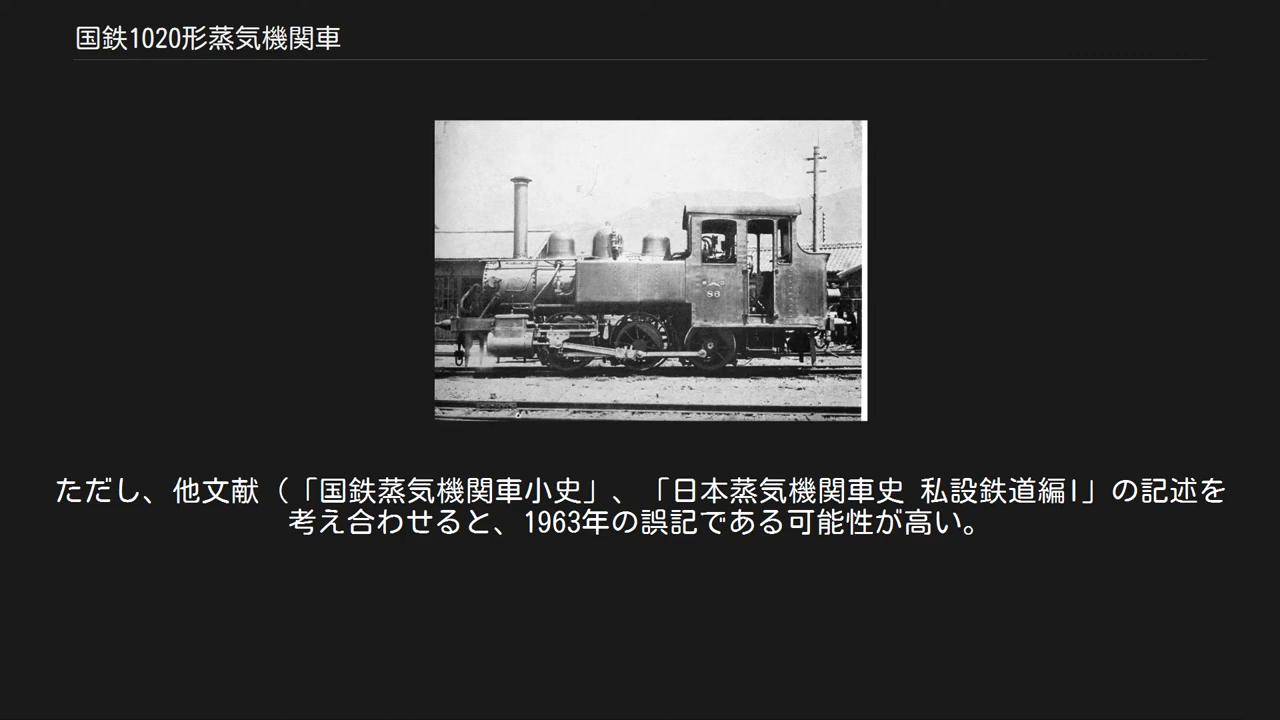 国鉄1020形蒸気機関車
86
ただし、他文献（「国鉄蒸気機関車小史」、「日本蒸気機関車史 私設鉄道編I」の記述を
考え合わせると、1963年の誤記である可能性が高い。